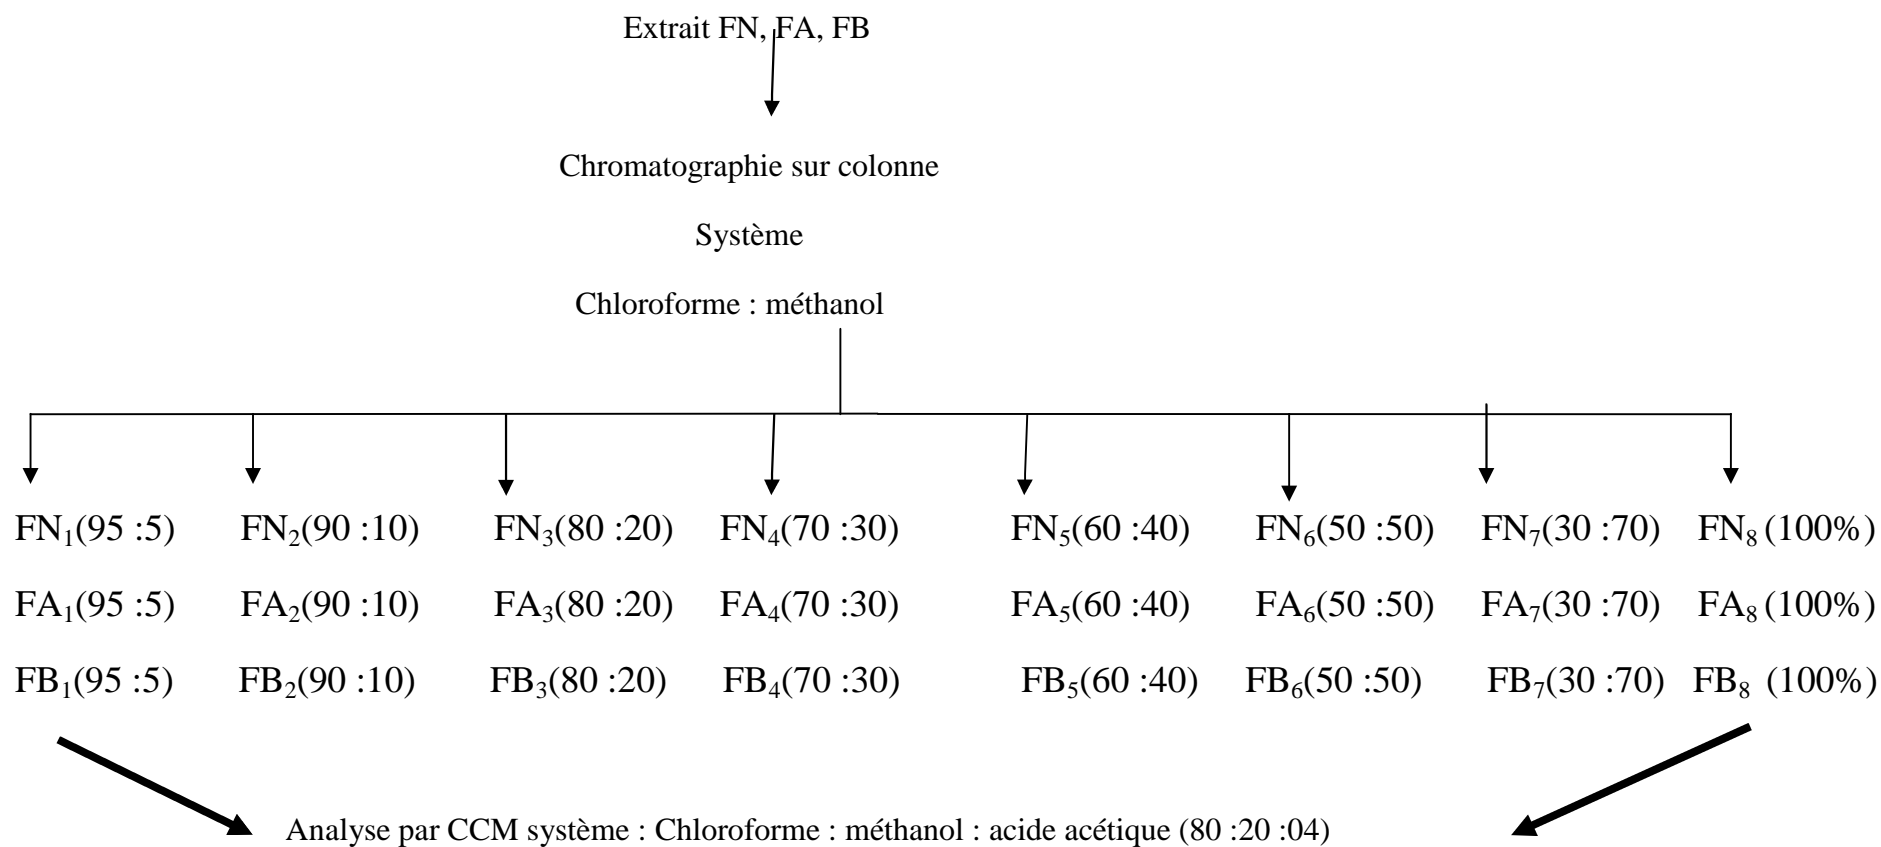 Extrait FN, FA, FB
Chromatographie sur colonne
Système
Chloroforme : méthanol
FN₁(95 :5) FN₂(90 :10) FN₃(80 :20) FN₄(70 :30) FN₅(60 :40) FN₆(50 :50) FN₇(30 :70) FN₈ (100%)
FA₁(95 :5) FA₂(90 :10) FA₃(80 :20) FA₄(70 :30) FA₅(60 :40) FA₆(50 :50) FA₇(30 :70) FA₈ (100%)
FB₁(95 :5) FB₂(90 :10) FB₃(80 :20) FB₄(70 :30) FB₅(60 :40) FB₆(50 :50) FB₇(30 :70) FB₈ (100%)
Analyse par CCM système : Chloroforme : méthanol : acide acétique (80 :20 :04)